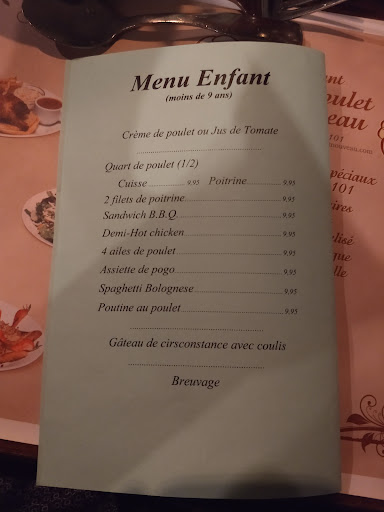 Menu Enfant
(moins de 9 ans)
Crème de poulet ou Jus de Tomate
Quart de poulet (1/2)
Cuisse 9.95 Poitrine 9.95
2 filets de poitrine 9.95
Sandwich B.B.Q. 9.95
Demi-Hot chicken 9.95
4 ailes de poulet 9.95
Assiette de pogo 9.95
Spaghetti Bolognese 9.95
Poutine au poulet 9.95
Gâteau de cirsconstance avec coulis
Breuvage
101
101